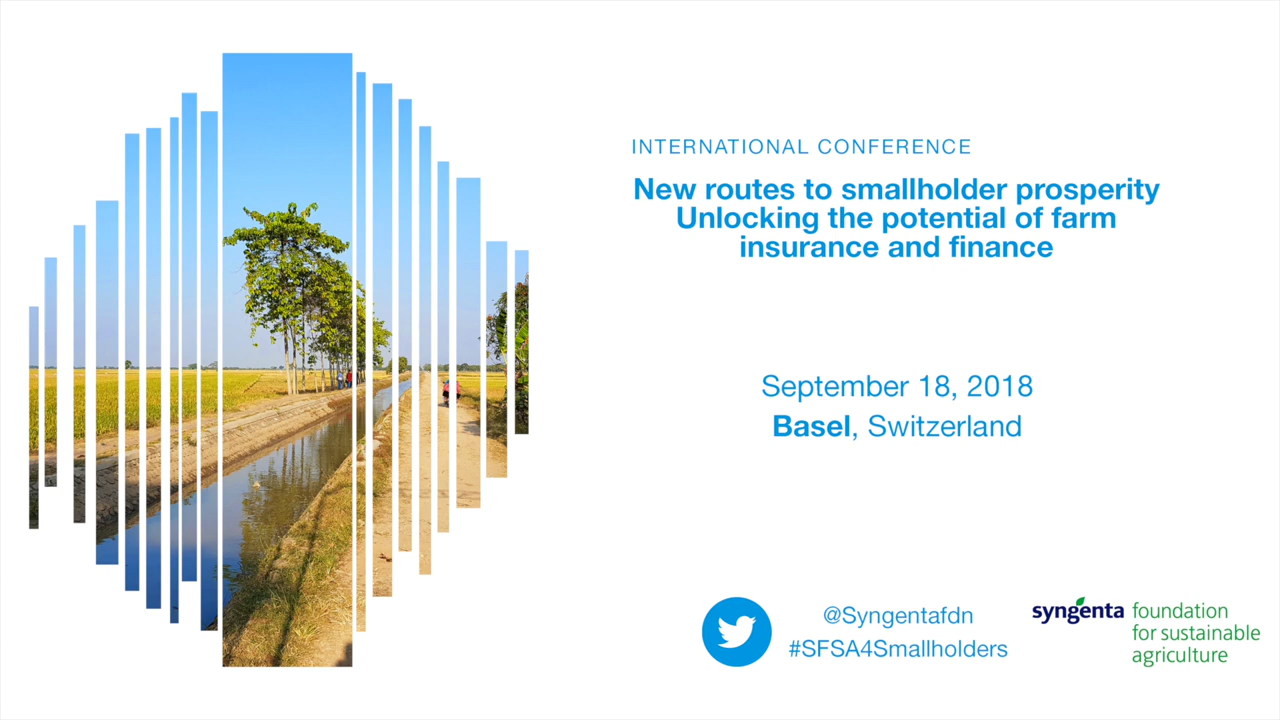 INTERNATIONAL CONFERENCE
New routes to smallholder prosperity
Unlocking the potential of farm
insurance and finance
September 18, 2018
Basel, Switzerland
@Syngentafdn
#SFSA4Smallholders
syngenta foundation
for sustainable
agriculture